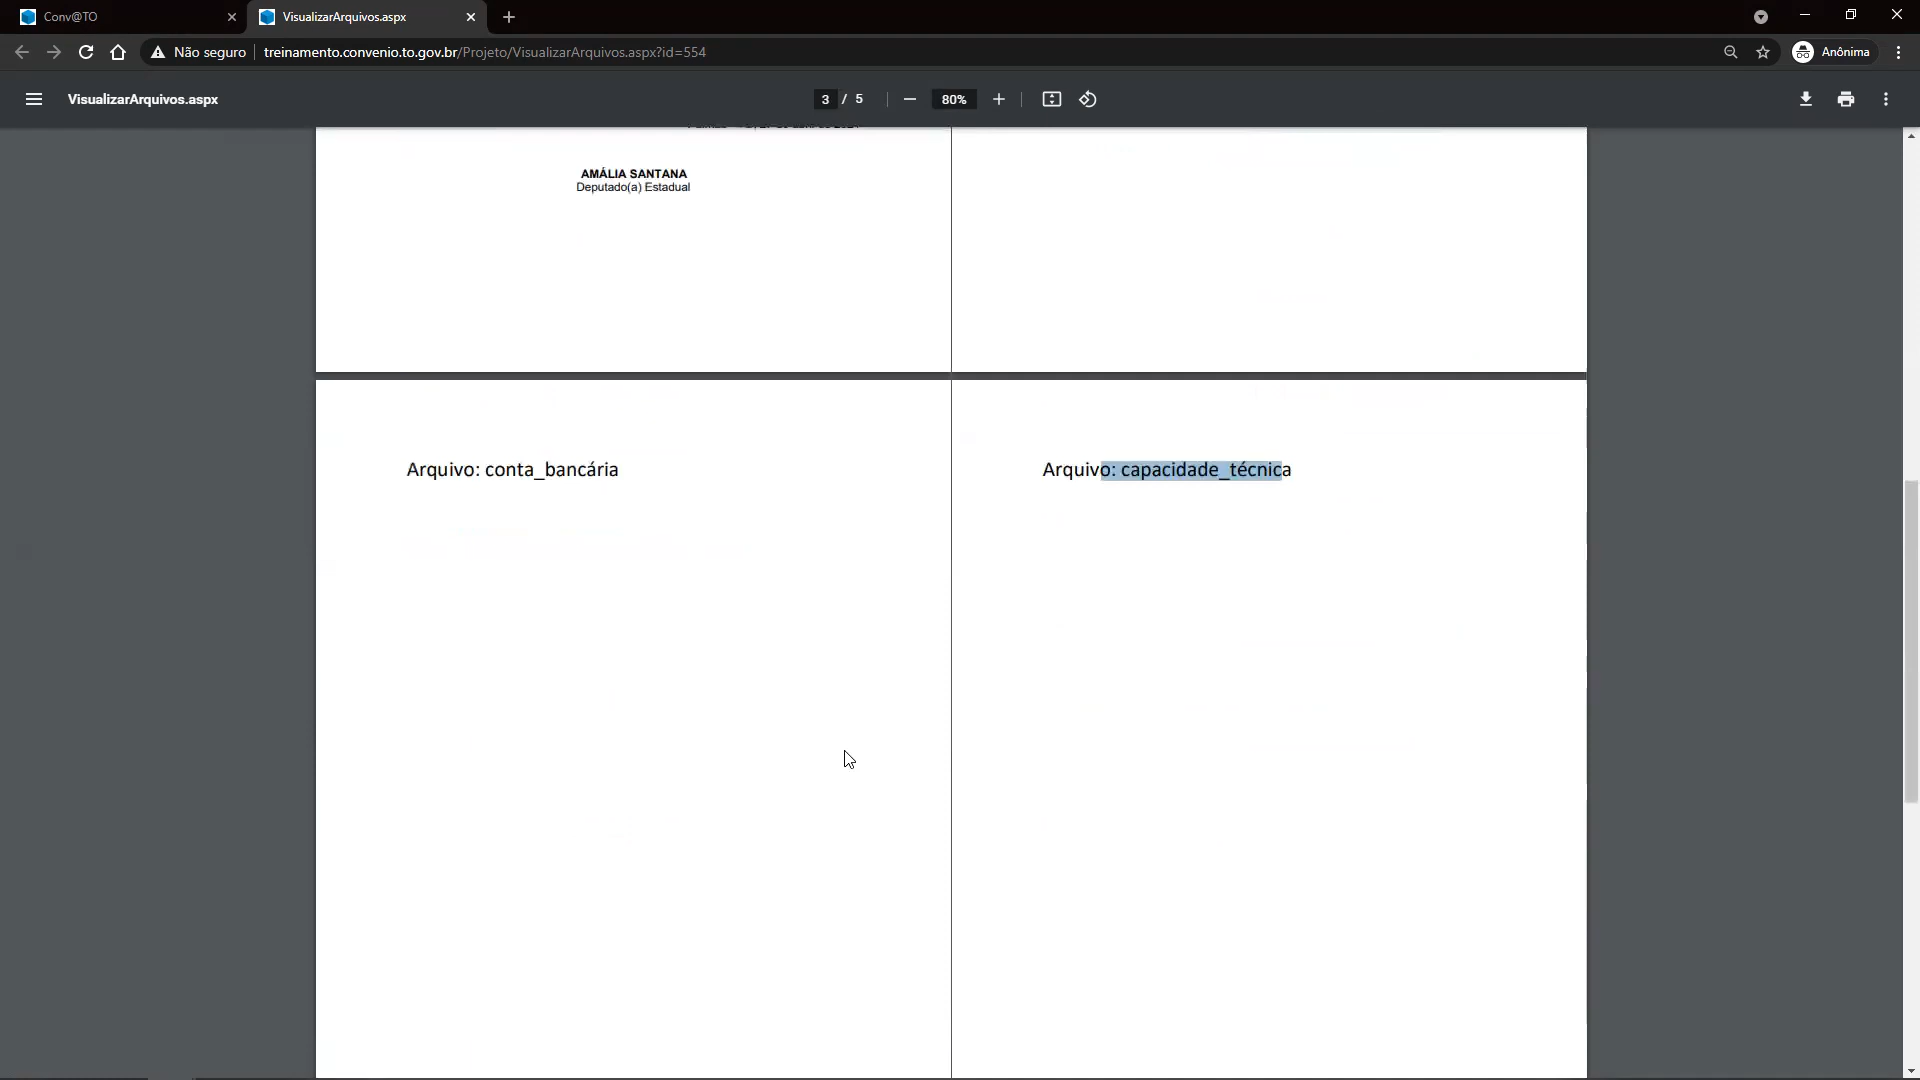 Conv@TO
VisualizarArquivos.aspx
Não seguro
treinamento.convenio.to.gov.br/Projeto/VisualizarArquivos.aspx?id=554
Anônima
VisualizarArquivos.aspx
3 / 5
80%
AMÁLIA SANTANA
Deputado(a) Estadual
Arquivo: conta_bancária
Arquivo: capacidade_técnica